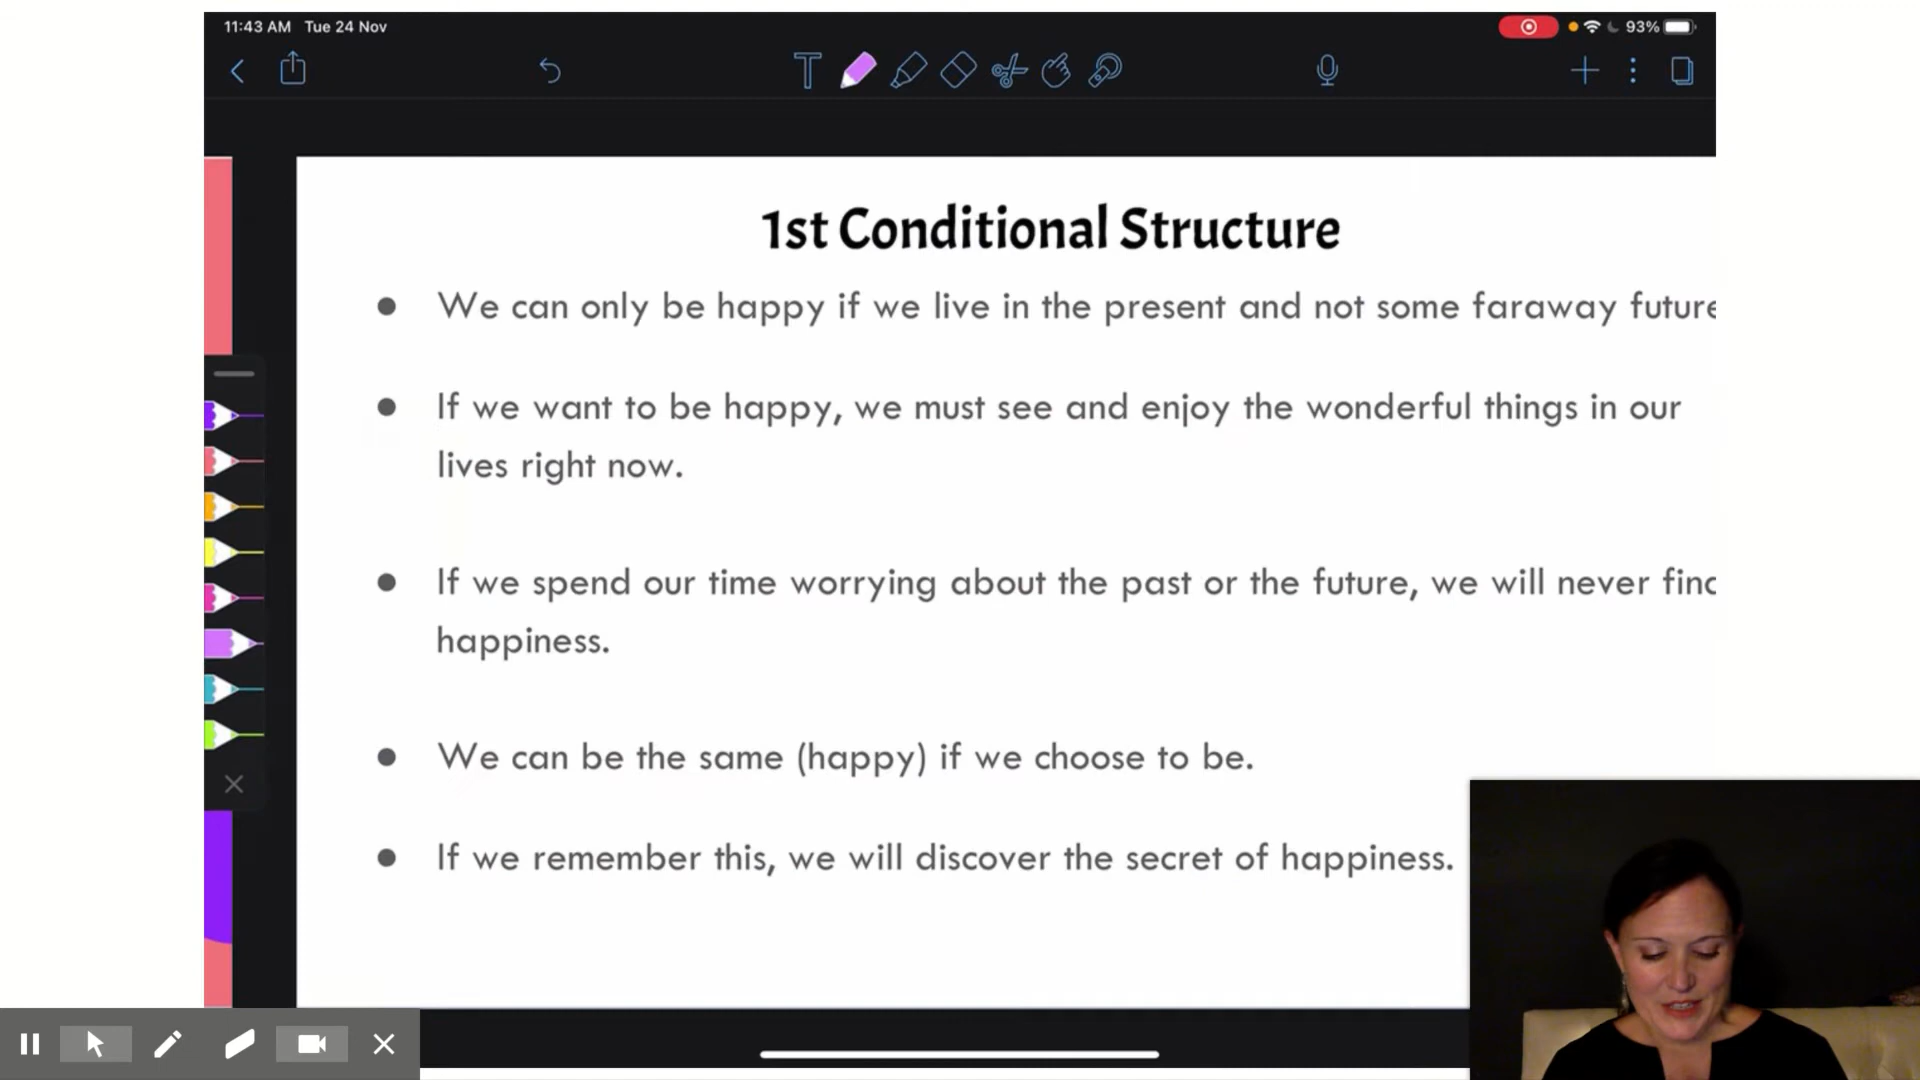 11:43 AM Tue 24 Nov
93%
1st Conditional Structure
We can only be happy if we live in the present and not some faraway future
If we want to be happy, we must see and enjoy the wonderful things in our
lives right now.
If we spend our time worrying about the past or the future, we will never find
happiness.
We can be the same (happy) if we choose to be.
If we remember this, we will discover the secret of happiness.